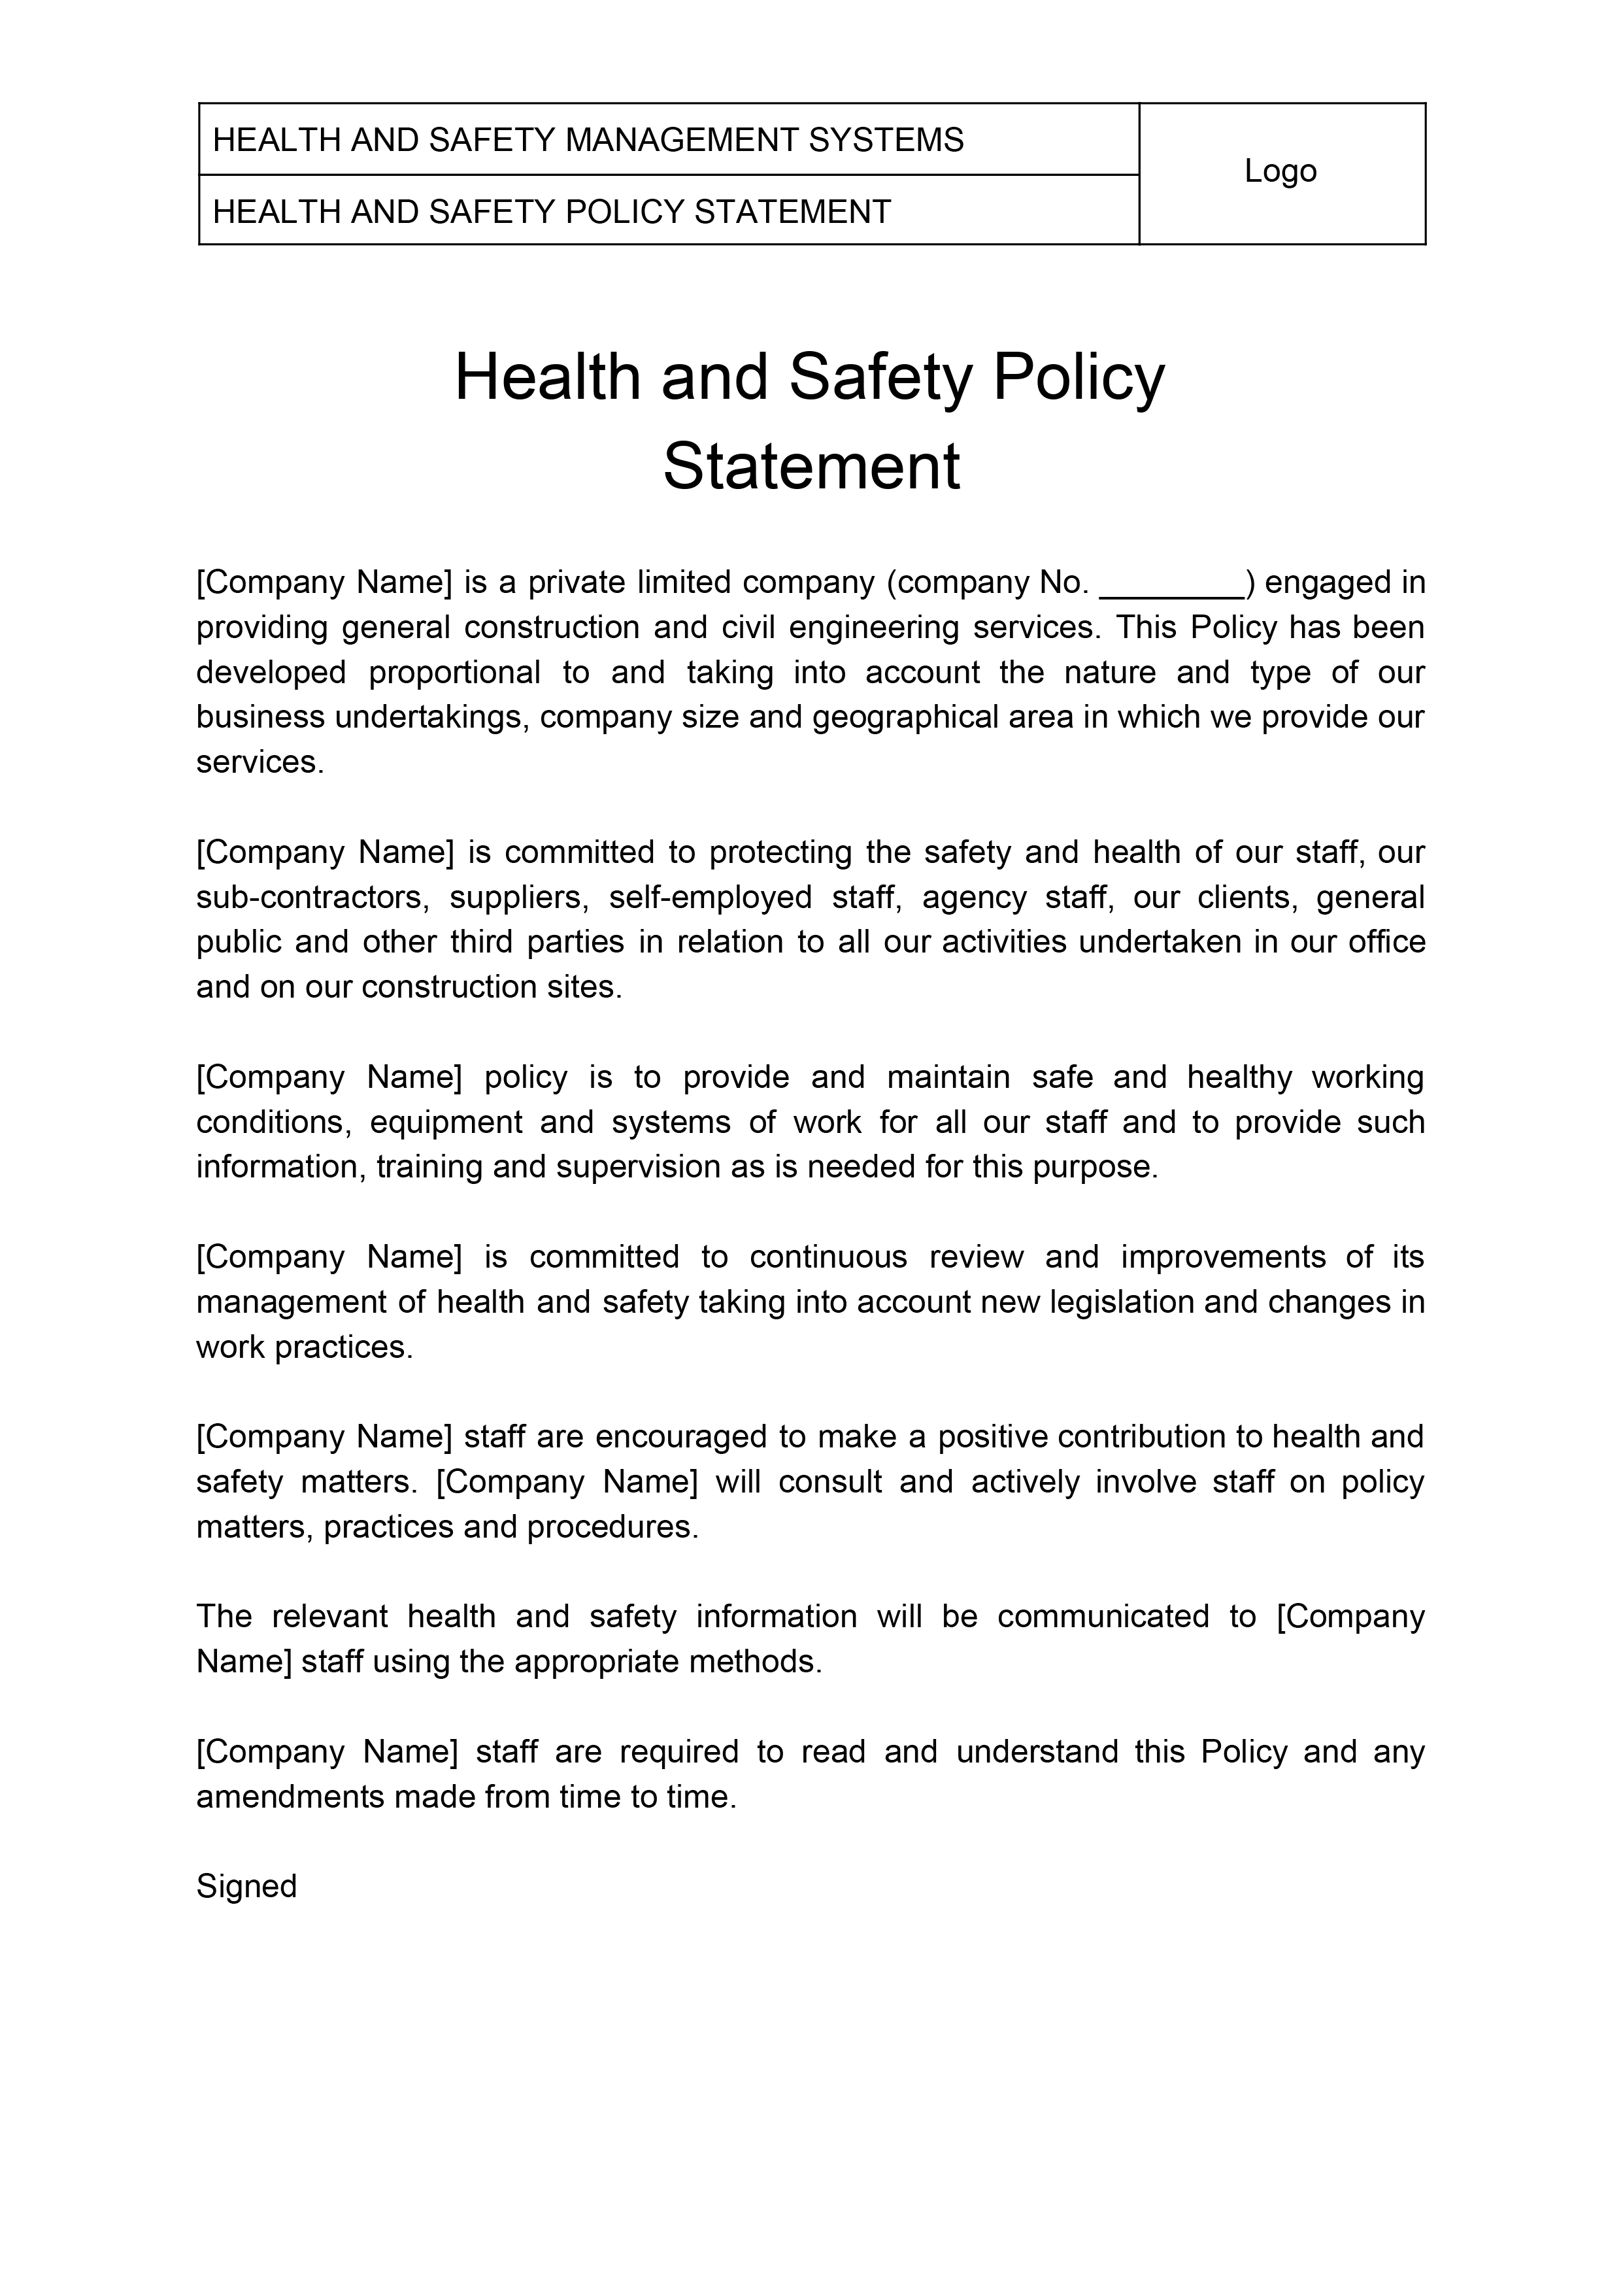 HEALTH AND SAFETY MANAGEMENT SYSTEMS
Logo
HEALTH AND SAFETY POLICY STATEMENT
Health and Safety Policy
Statement
[Company Name] is a private limited company (company No. ________) engaged in
providing general construction and civil engineering services. This Policy has been
developed proportional to and taking into account the nature and type of our
business undertakings, company size and geographical area in which we provide our
services.
[Company Name] is committed to protecting the safety and health of our staff, our
sub-contractors, suppliers, self-employed staff, agency staff, our clients, general
public and other third parties in relation to all our activities undertaken in our office
and on our construction sites.
[Company Name] policy is to provide and maintain safe and healthy working
conditions, equipment and systems of work for all our staff and to provide such
information, training and supervision as is needed for this purpose.
[Company Name] is committed to continuous review and improvements of its
management of health and safety taking into account new legislation and changes in
work practices.
[Company Name] staff are encouraged to make a positive contribution to health and
safety matters. [Company Name] will consult and actively involve staff on policy
matters, practices and procedures.
The relevant health and safety information will be communicated to [Company
Name] staff using the appropriate methods.
[Company Name] staff are required to read and understand this Policy and any
amendments made from time to time.
Signed